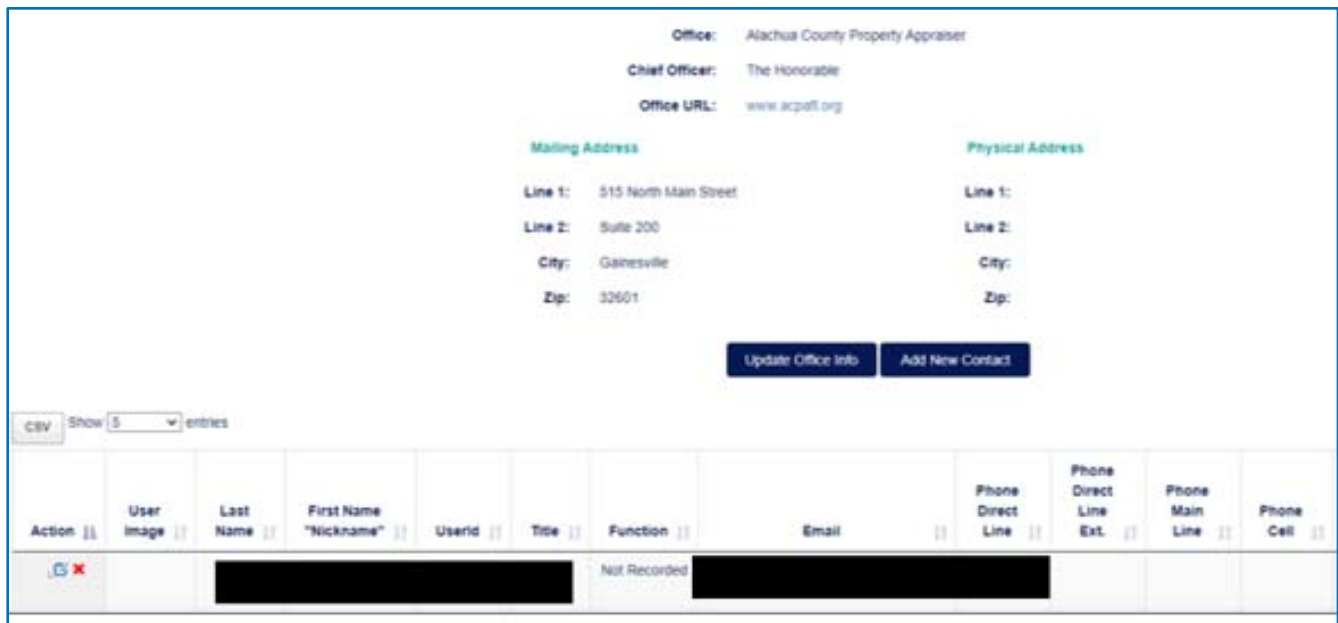 Office: Alachua County Property Appraiser
Chief Officer: The Honorable
Office URL: www.acpafl.org
Mailing Address Physical Address
Line 1: 515 North Main Street Line 1:
Line 2: Suite 200 Line 2:
City: Gainesville City:
Zip: 32601 Zip:
Update Office Info Add New Contact
CSV Show 5 entries
Action User Image Last Name First Name "Nickname" UserId Title Function Email Phone Direct Line Phone Direct Line Ext. Phone Main Line Phone Cell
Not Recorded